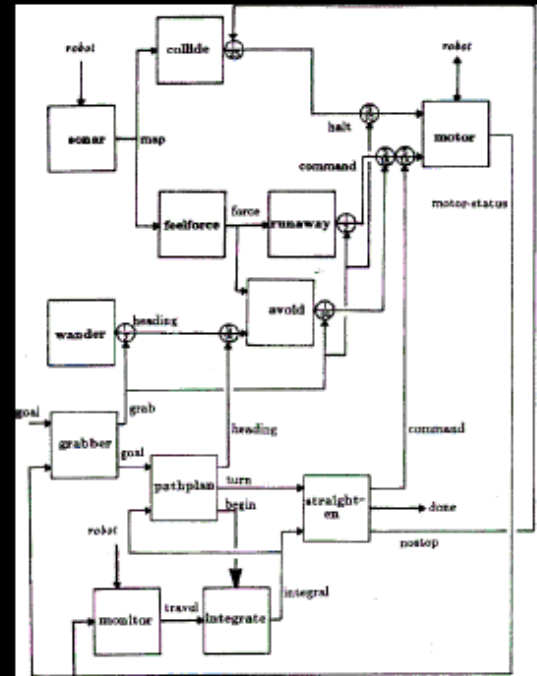 robot
collide
robot
sonar
map
halt
motor
command
motor-status
feelforce
force
runaway
avoid
wander
heading
goal
grab
grabber
goal
heading
command
pathplan
turn
begin
straight-
en
done
nostop
robot
integral
monitor
travel
integrate